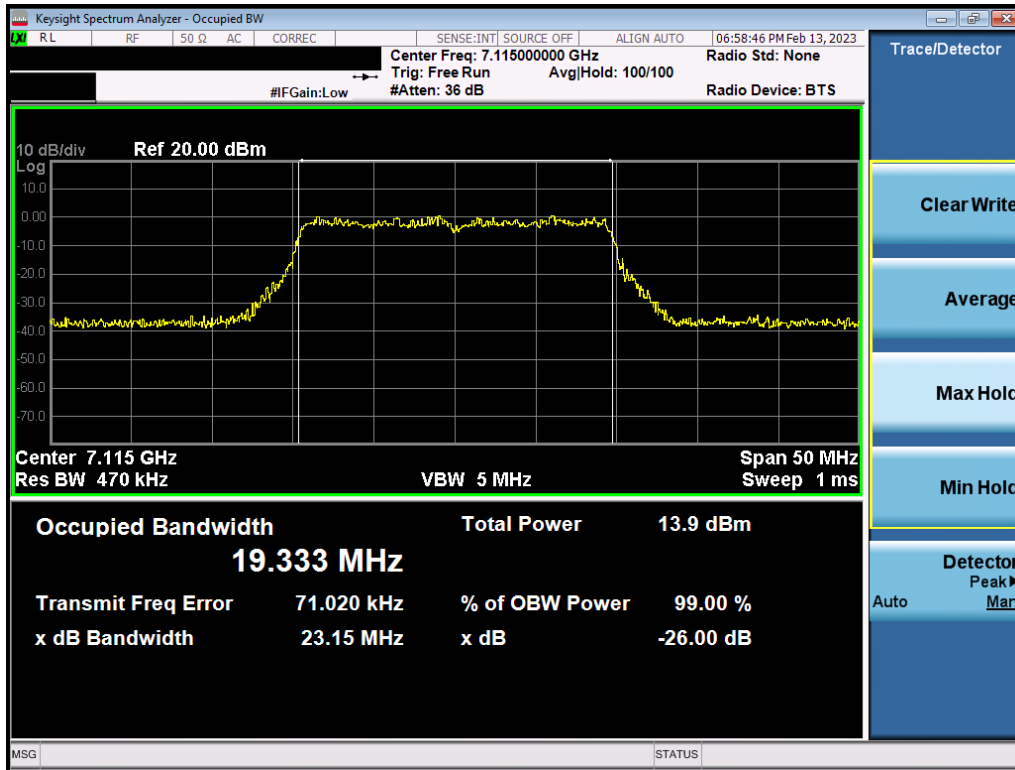 Keysight Spectrum Analyzer - Occupied BW
LXI RL RF 50 Ω AC CORREC SENSE:INT SOURCE OFF ALIGN AUTO 06:58:46 PM Feb 13, 2023
Center Freq: 7.115000000 GHz Radio Std: None
Trig: Free Run Avg|Hold: 100/100
#IFGain:Low #Atten: 36 dB Radio Device: BTS
10 dB/div Ref 20.00 dBm
Log
10.0
0.00
-10.0
-20.0
-30.0
-40.0
-50.0
-60.0
-70.0
Center 7.115 GHz Span 50 MHz
Res BW 470 kHz VBW 5 MHz Sweep 1 ms
Occupied Bandwidth Total Power 13.9 dBm
19.333 MHz
Transmit Freq Error 71.020 kHz % of OBW Power 99.00 %
x dB Bandwidth 23.15 MHz x dB -26.00 dB
MSG STATUS
Trace/Detector
Clear Write
Average
Max Hold
Min Hold
Detector
Peak▶
Auto Man